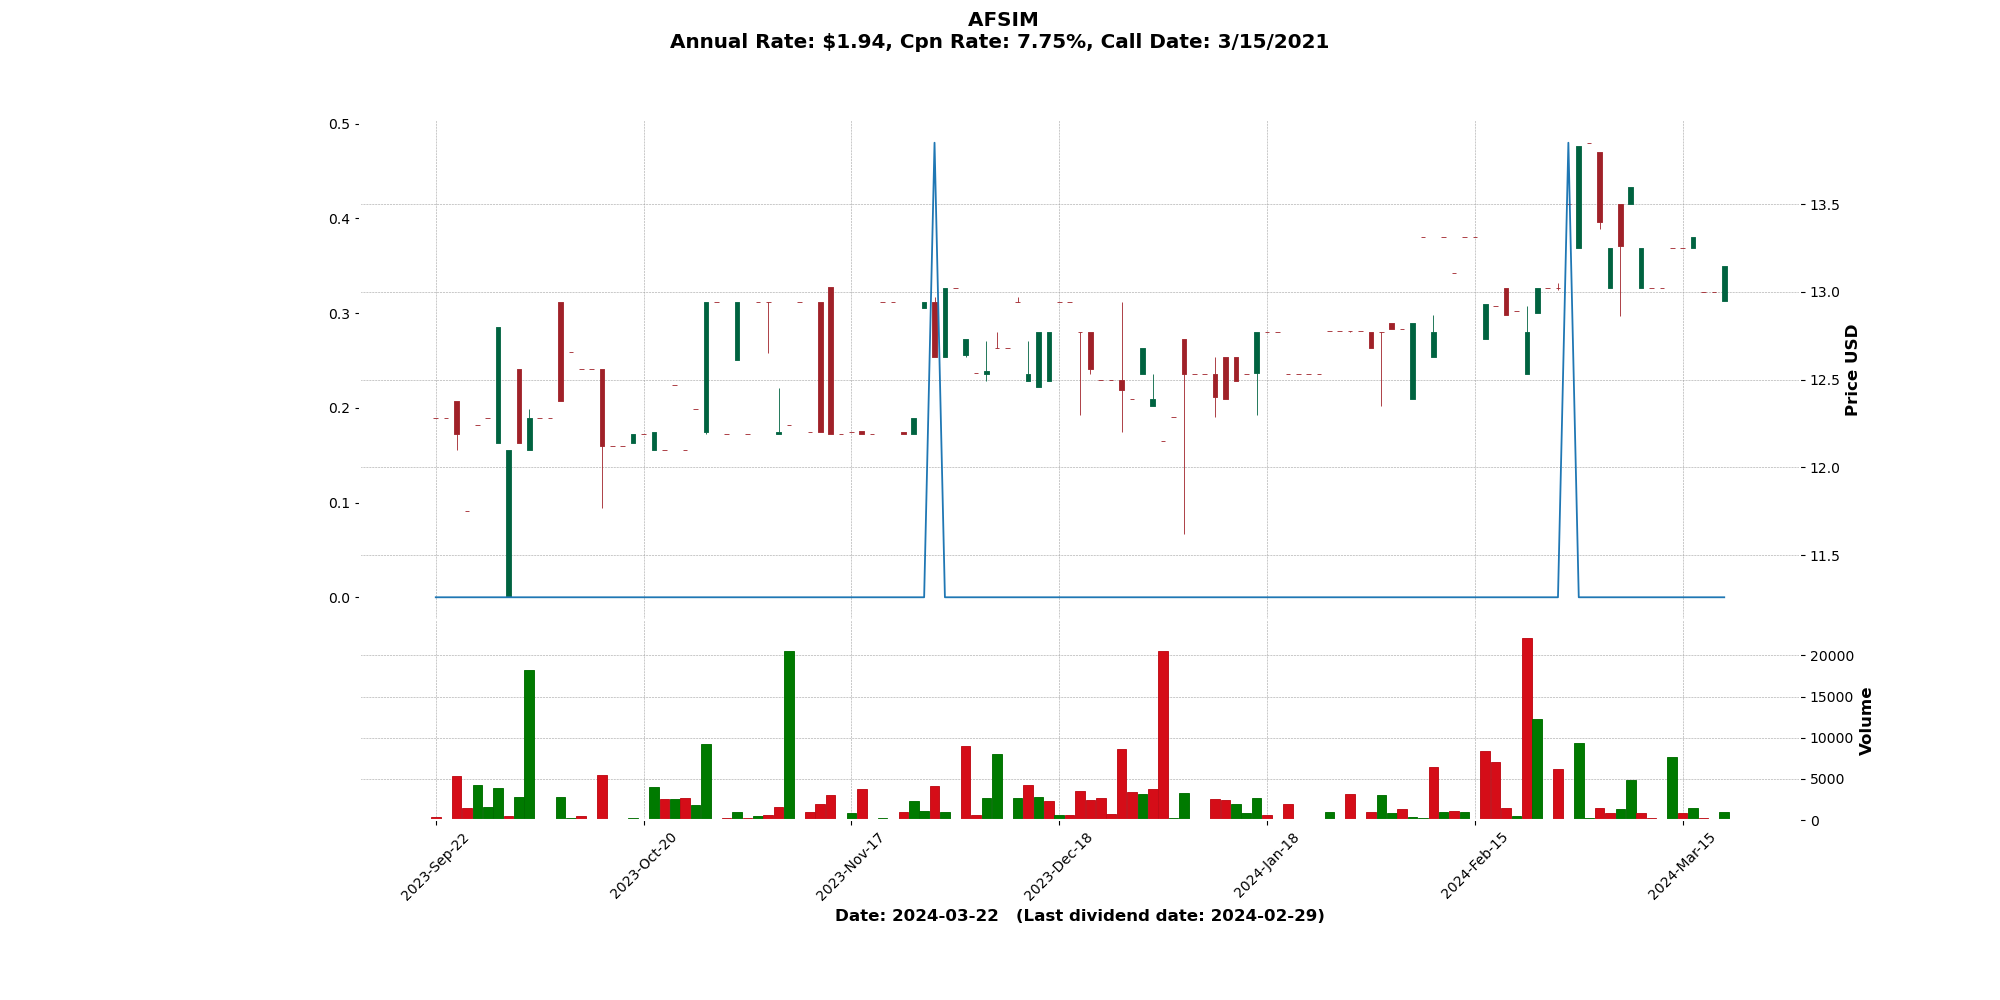 AFSIM
Annual Rate: $1.94, Cpn Rate: 7.75%, Call Date: 3/15/2021
0.5
0.4
0.3
0.2
0.1
0.0
13.5
13.0
12.5
12.0
11.5
Price USD
20000
15000
10000
5000
0
Volume
2023-Sep-22
2023-Oct-20
2023-Nov-17
2023-Dec-18
2024-Jan-18
2024-Feb-15
2024-Mar-15
Date: 2024-03-22 (Last dividend date: 2024-02-29)